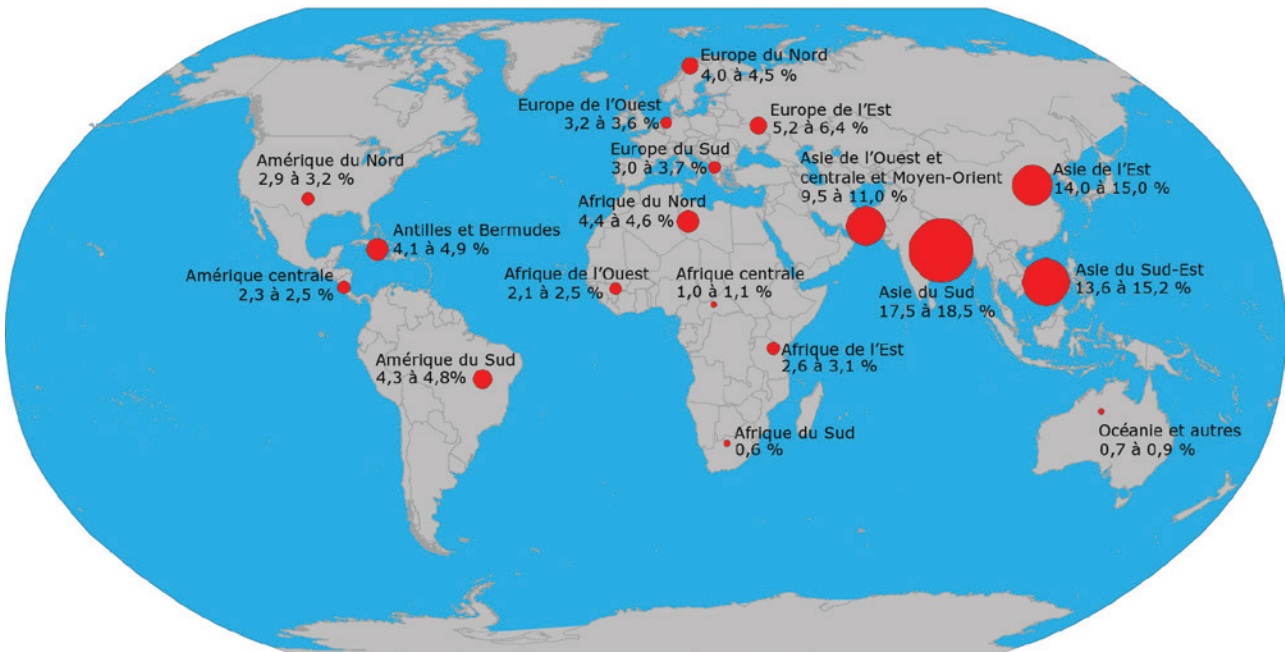 Europe du Nord
4,0 à 4,5 %
Europe de l'Ouest
3,2 à 3,6 %
Europe de l'Est
5,2 à 6,4 %
Europe du Sud
3,0 à 3,7 %
Asie de l'Ouest et
centrale et Moyen-Orient
9,5 à 11,0 %
Asie de l'Est
14,0 à 15,0 %
Amérique du Nord
2,9 à 3,2 %
Afrique du Nord
4,4 à 4,6 %
Antilles et Bermudes
4,1 à 4,9 %
Amérique centrale
2,3 à 2,5 %
Afrique de l'Ouest
2,1 à 2,5 %
Afrique centrale
1,0 à 1,1 %
Asie du Sud
17,5 à 18,5 %
Asie du Sud-Est
13,6 à 15,2 %
Amérique du Sud
4,3 à 4,8%
Afrique de l'Est
2,6 à 3,1 %
Afrique du Sud
0,6 %
Océanie et autres
0,7 à 0,9 %